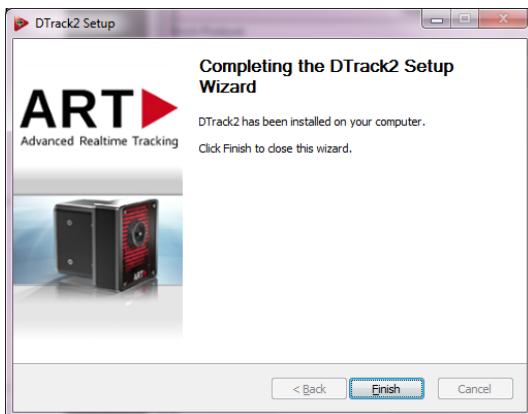 DTrack2 Setup
Completing the DTrack2 Setup
Wizard
DTrack2 has been installed on your computer.
Click Finish to close this wizard.
ART
Advanced Realtime Tracking
ART
< Back
Finish
Cancel